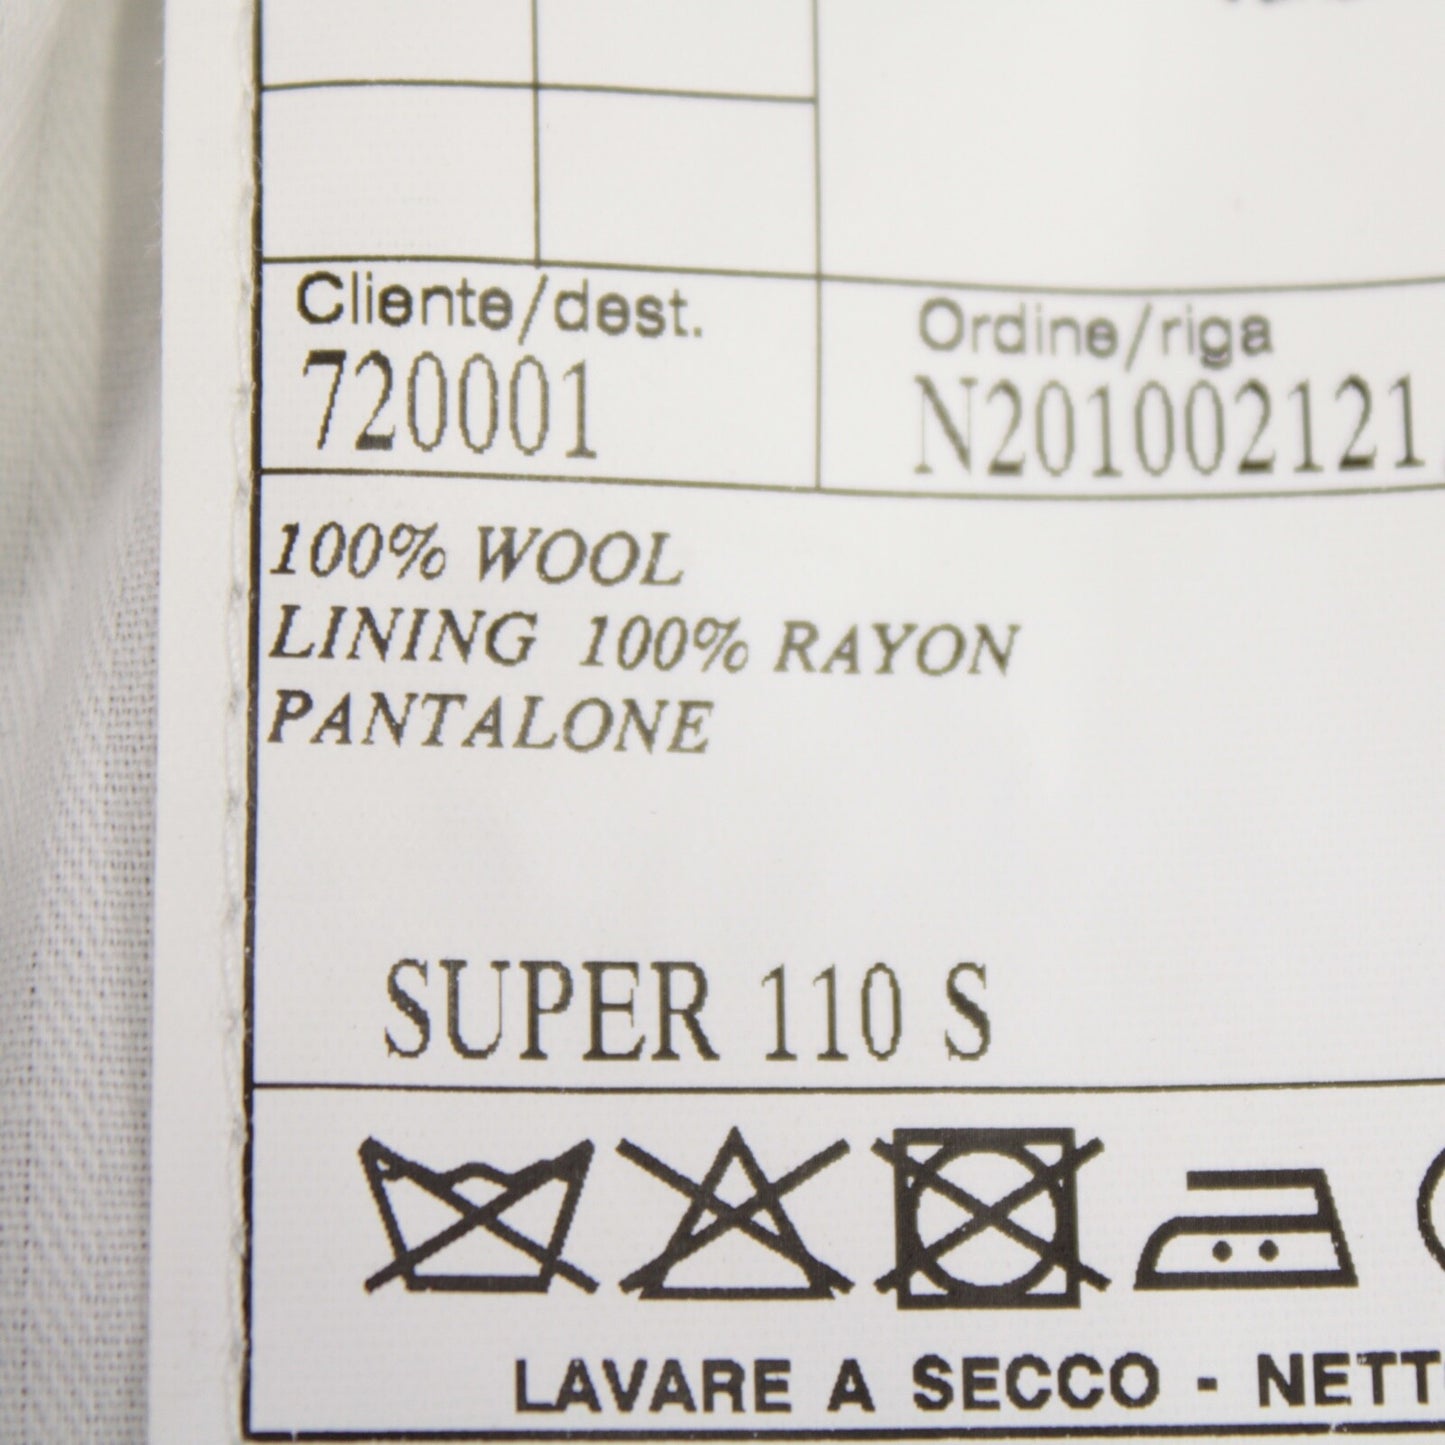 Cliente/dest.
720001
Ordine/riga
N201002121
100% WOOL
LINING 100% RAYON
PANTALONE
SUPER 110 S
LAVARE A SECCO - NETT